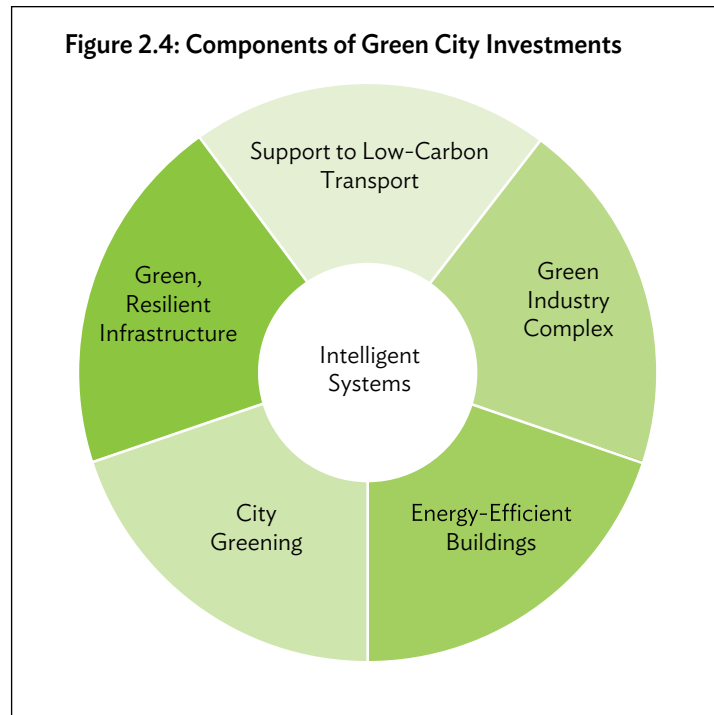 Figure 2.4: Components of Green City Investments
Support to Low-Carbon
Transport
Green
Industry
Complex
Energy-Efficient
Buildings
City
Greening
Green,
Resilient
Infrastructure
Intelligent
Systems